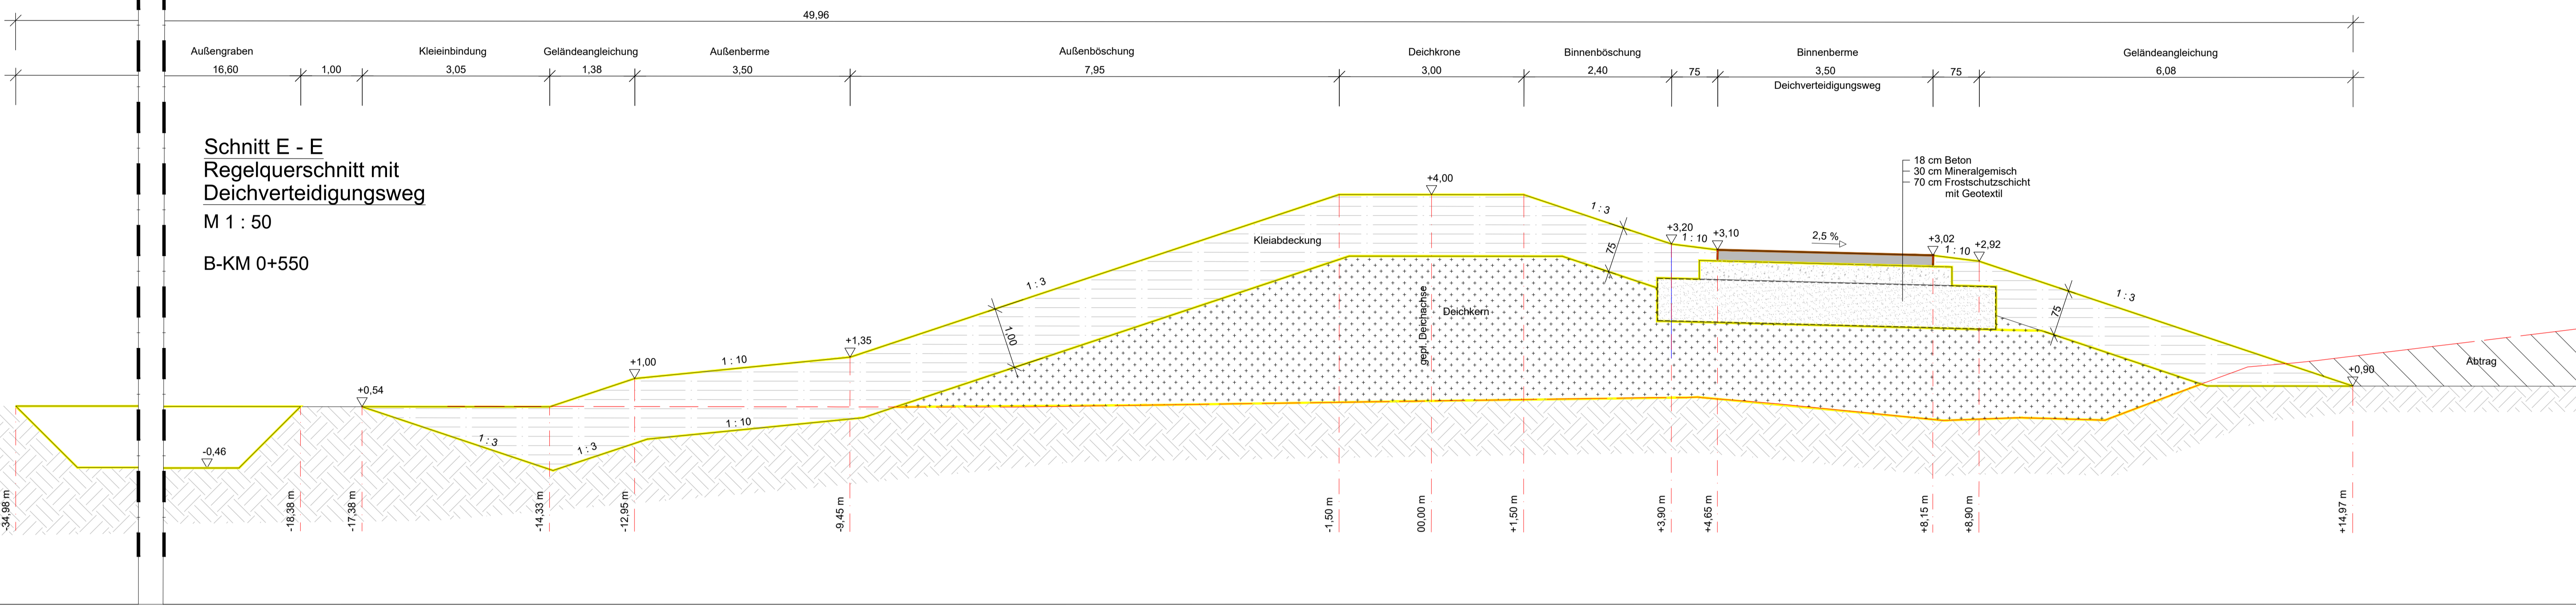 49,96
Außengraben
Kleieinbindung
Geländeangleichung
Außenberme
Außenböschung
Deichkrone
Binnenböschung
Binnenberme
Geländeangleichung
16,60
1,00
3,05
1,38
3,50
7,95
3,00
2,40
75
3,50
75
6,08
Deichverteidigungsweg
Schnitt E - E
Regelquerschnitt mit
Deichverteidigungsweg
M 1 : 50
B-KM 0+550
18 cm Beton
30 cm Mineralgemisch
70 cm Frostschutzschicht
mit Geotextil
+4,00
1 : 3
+3,20
1 : 10
+3,10
2,5 %
+3,02
1 : 10
+2,92
Kleiabdeckung
75
1 : 3
1 : 3
75
gepl. Deichachse
Deichkern
1,00
+1,35
1 : 10
+1,00
Abtrag
+0,90
+0,54
1 : 10
1 : 3
1 : 3
-0,46
-34,98 m
-18,38 m
-17,38 m
-14,33 m
-12,95 m
-9,45 m
-1,50 m
00,00 m
+1,50 m
+3,90 m
+4,65 m
+8,15 m
+8,90 m
+14,97 m